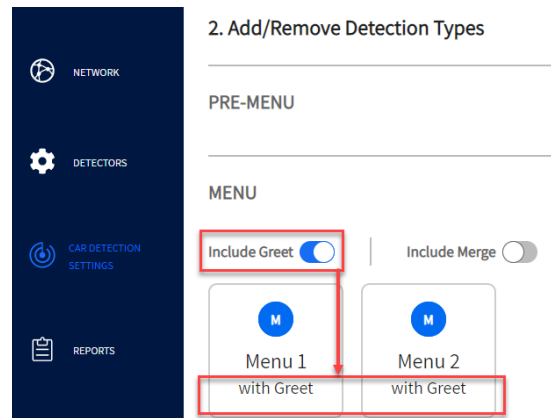 2. Add/Remove Detection Types
NETWORK
PRE-MENU
DETECTORS
MENU
CAR DETECTION
SETTINGS
Include Greet
Include Merge
M
M
Menu 1
Menu 2
with Greet
with Greet
REPORTS